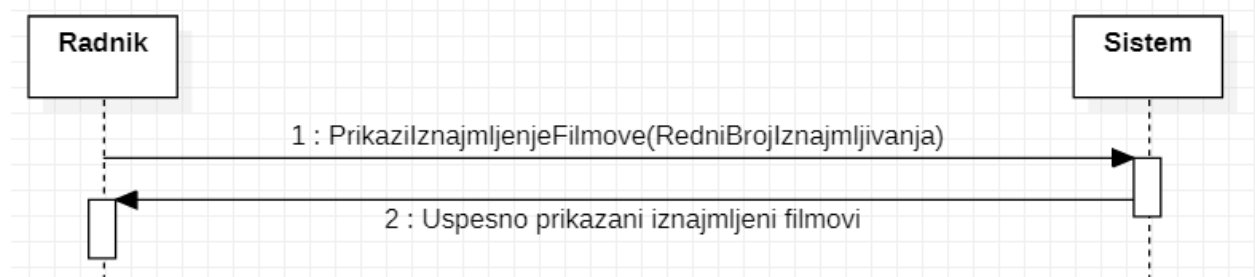 Radnik
Sistem
1 : PrikaziIznajmljenjeFilmove(RedniBrojIznajmljivanja)
2 : Uspesno prikazani iznajmljeni filmovi